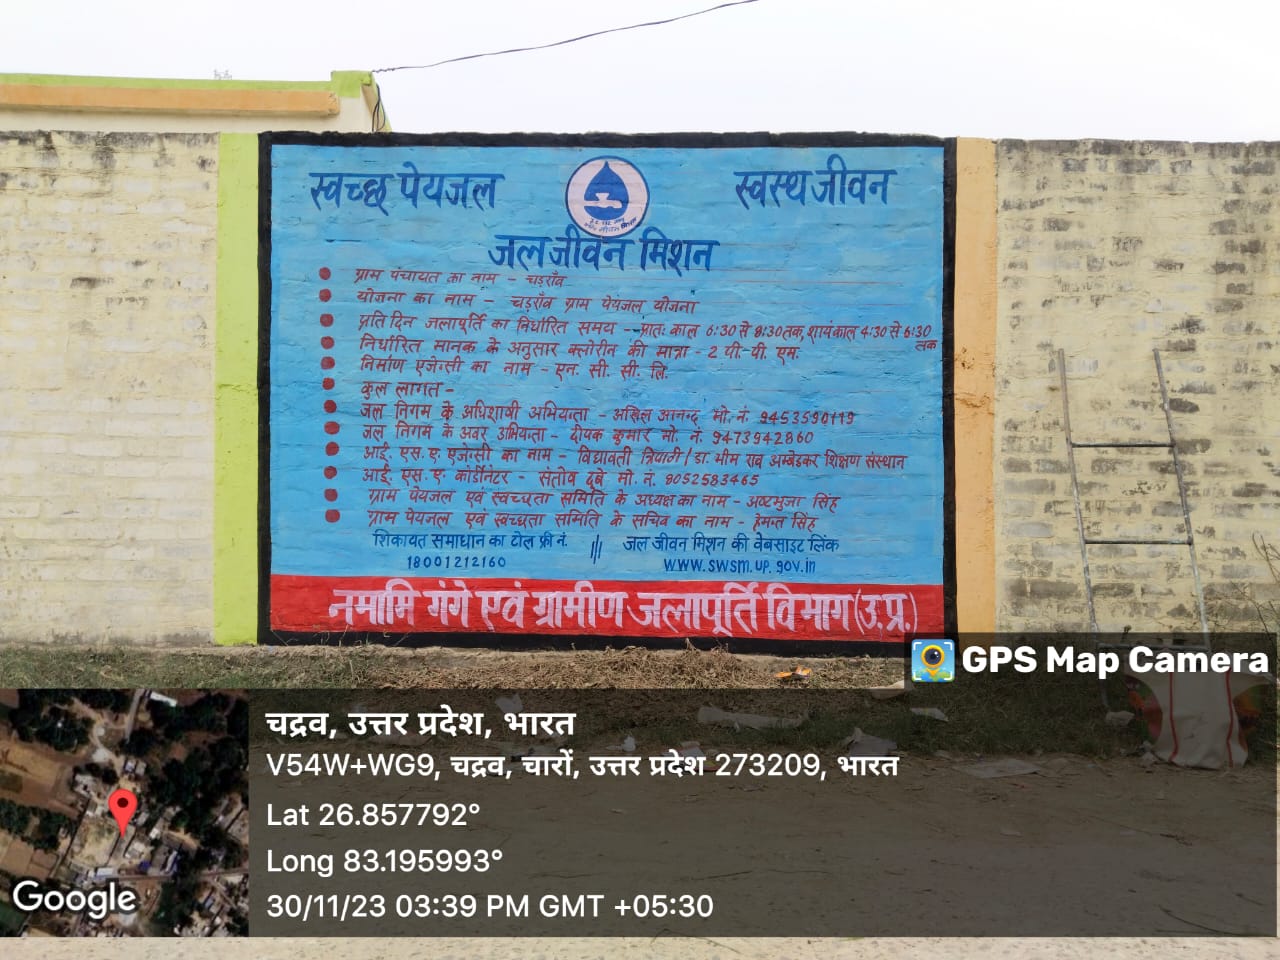 स्वच्छ पेयजल
स्वस्थ जीवन
जल जीवन मिशन
ग्राम पंचायत का नाम - चड़राँव
योजना का नाम - चड़राँव ग्राम पेयजल योजना
प्रतिदिन जलापूर्ति का निर्धारित समय - प्रातः काल 6:30 से 8:30 तक, शायंकाल 4:30 से 6:30 तक
निर्धारित मानक के अनुसार क्लोरीन की मात्रा - 2 पी.पी. एम.
निर्माण एजेन्सी का नाम - एन. सी. सी. लि.
कुल लागत -
जल निगम के अधिशाषी अभियन्ता - अखिल आनन्द मो. नं. 9453590119
जल निगम के अवर अभियन्ता - दीपक कुमार मो. नं. 9473942860
आई. एस. ए. एजेन्सी का नाम - विद्यावती त्रिपाठी / डा. भीम राव अम्बेडकर शिक्षण संस्थान
आई. एस. ए. कोर्डिनेटर - संतोष दूबे मो. नं. 9052583465
ग्राम पेयजल एवं स्वच्छता समिति के अध्यक्ष का नाम - अष्टभुजा सिंह
ग्राम पेयजल एवं स्वच्छता समिति के सचिव का नाम - हेमन्त सिंह
शिकायत समाधान का टोल फ्री नं. /// जल जीवन मिशन की वेबसाइट लिंक
18001212160 www.swsm.up.gov.in
नमामि गंगे एवं ग्रामीण जलापूर्ति विभाग (उ.प्र.)
GPS Map Camera
चद्रव, उत्तर प्रदेश, भारत
V54W+WG9, चद्रव, चारों, उत्तर प्रदेश 273209, भारत
Lat 26.857792°
Long 83.195993°
30/11/23 03:39 PM GMT +05:30
Google